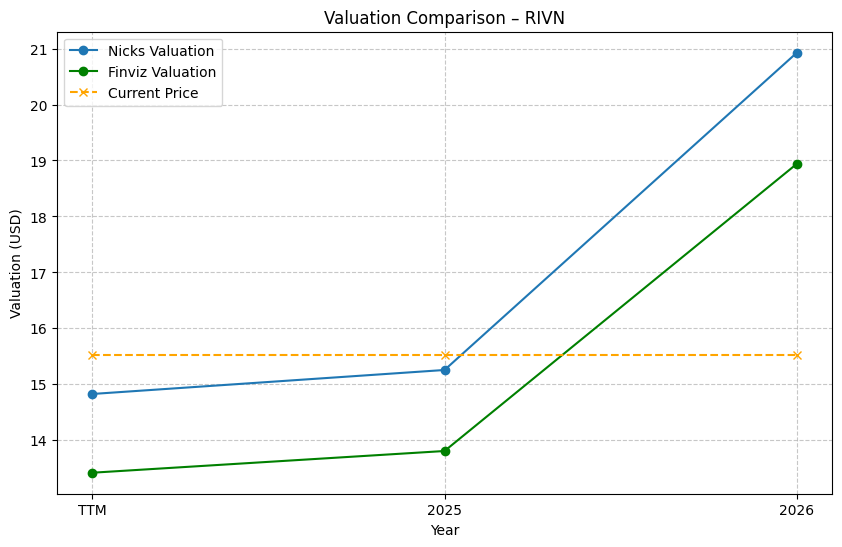 Valuation Comparison – RIVN
Nicks Valuation
Finviz Valuation
Current Price
Valuation (USD)
21
20
19
18
17
16
15
14
TTM
2025
2026
Year